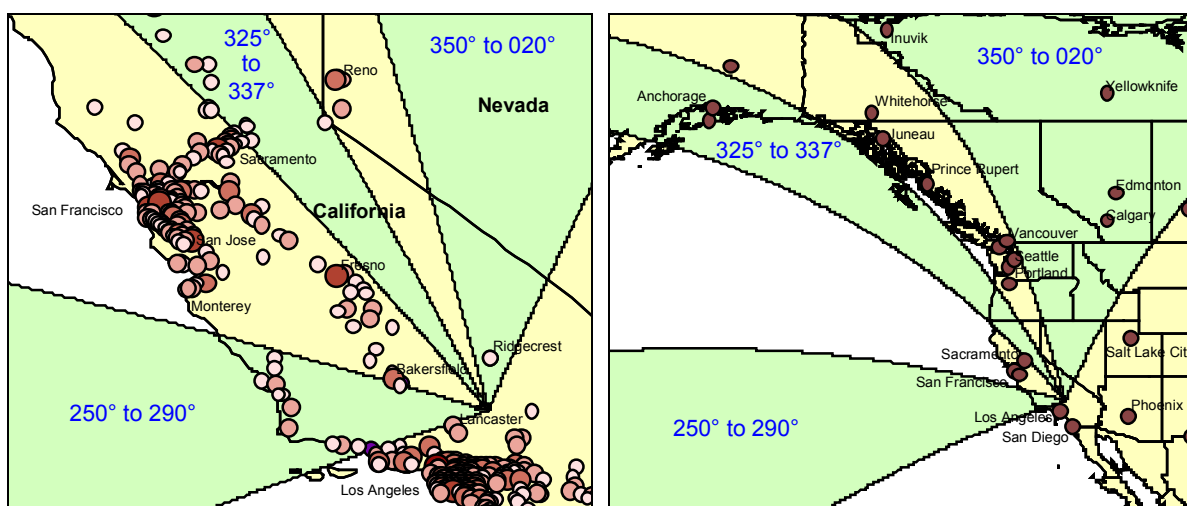 325°
to
337°
350° to 020°
Reno
Nevada
Sacramento
San Francisco
California
San Jose
Fresno
Monterey
Ridgecrest
Bakersfield
250° to 290°
Lancaster
Los Angeles
Inuvik
350° to 020°
Yellowknife
Anchorage
Whitehorse
Juneau
325° to 337°
Prince Rupert
Edmonton
Calgary
Vancouver
Seattle
Portland
Sacramento
Salt Lake City
San Francisco
250° to 290°
Los Angeles
Phoenix
San Diego